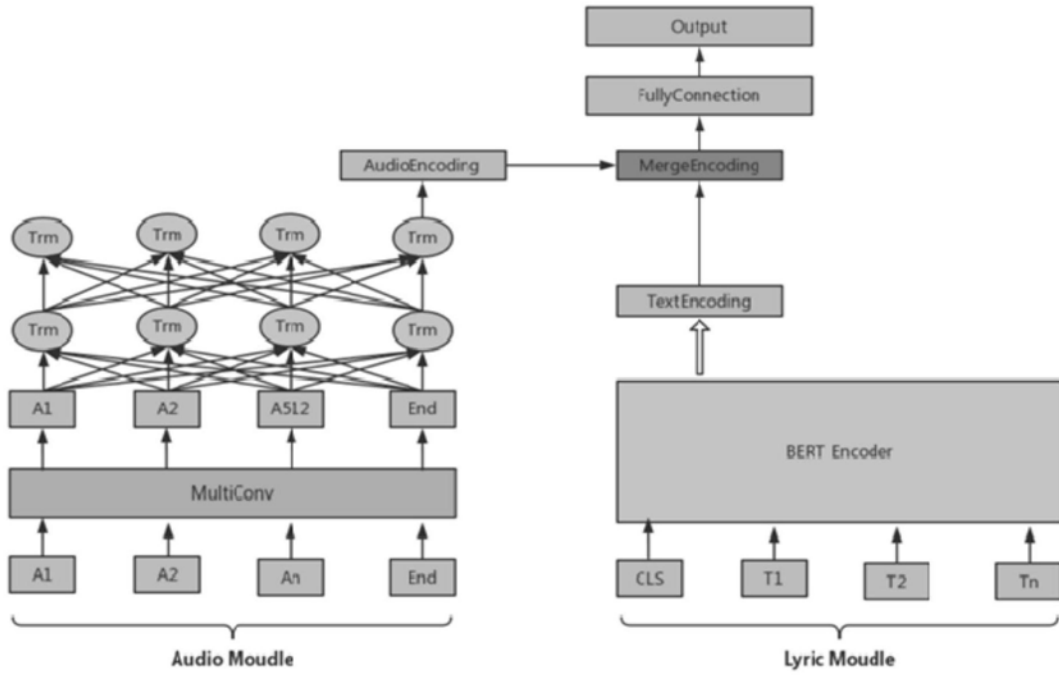 Output
FullyConnection
AudioEncoding
MergeEncoding
Trm Trm Trm Trm
TextEncoding
Trm Trm Trm Trm
A1 A2 A512 End
BERT Encoder
MultiConv
A1 A2 An End
CLS T1 T2 Tn
Audio Moudle
Lyric Moudle